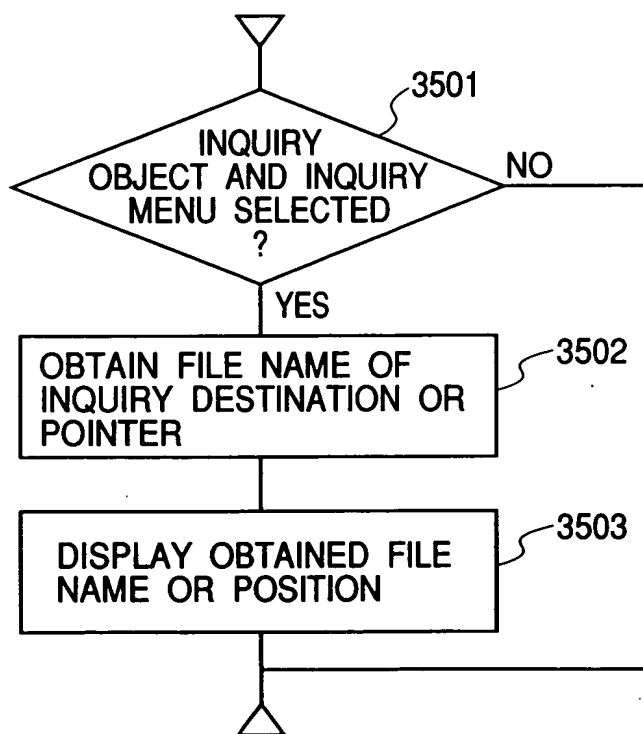 3501
INQUIRY
OBJECT AND INQUIRY
MENU SELECTED
?
NO
YES
OBTAIN FILE NAME OF
INQUIRY DESTINATION OR
POINTER
3502
DISPLAY OBTAINED FILE
NAME OR POSITION
3503